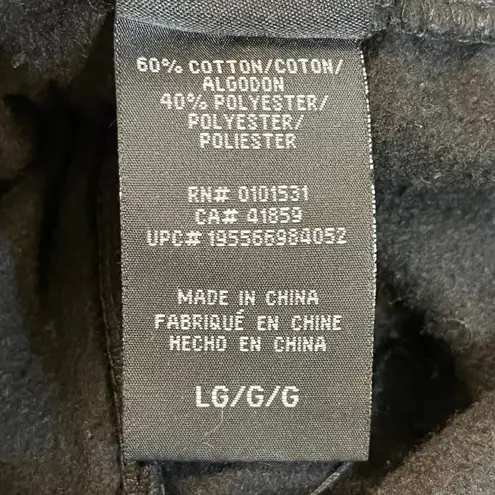 60% COTTON/COTON/
ALGODON
40% POLYESTER/
POLYESTER/
POLIESTER
RN# 0101531
CA# 41859
UPC# 195566984052
MADE IN CHINA
FABRIQUÉ EN CHINE
HECHO EN CHINA
LG/G/G